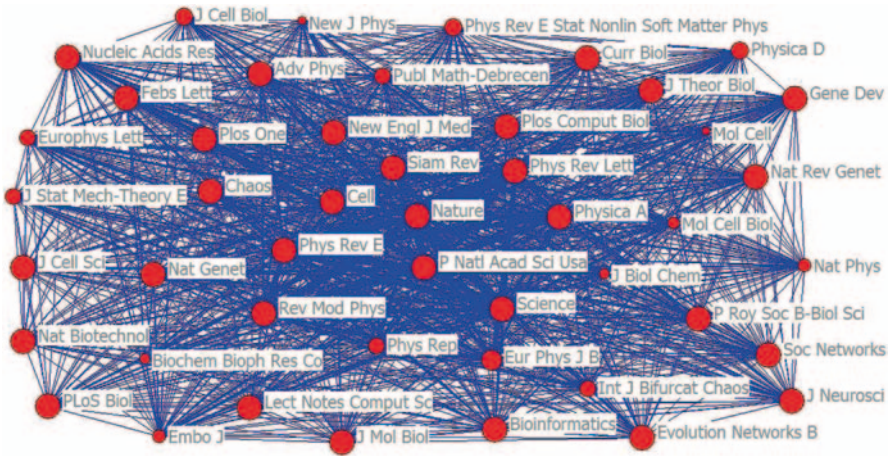 J Cell Biol
New J Phys
Phys Rev E Stat Nonlin Soft Matter Phys
Nucleic Acids Res
Curr Biol
Physica D
Adv Phys
Publ Math-Debrecen
J Theor Biol
Febs Lett
Gene Dev
Europhys Lett
Plos One
New Engl J Med
Plos Comput Biol
Mol Cell
Siam Rev
Phys Rev Lett
Nat Rev Genet
J Stat Mech-Theory E
Chaos
Cell
Nature
Physica A
Mol Cell Biol
Phys Rev E
J Cell Sci
Nat Genet
P Natl Acad Sci Usa
J Biol Chem
Nat Phys
Rev Mod Phys
Science
P Roy Soc B-Biol Sci
Nat Biotechnol
Biochem Bioph Res Co
Phys Rep
Eur Phys J B
Soc Networks
Int J Bifurcat Chaos
PLoS Biol
Lect Notes Comput Sci
J Neurosci
Embo J
J Mol Biol
Bioinformatics
Evolution Networks B